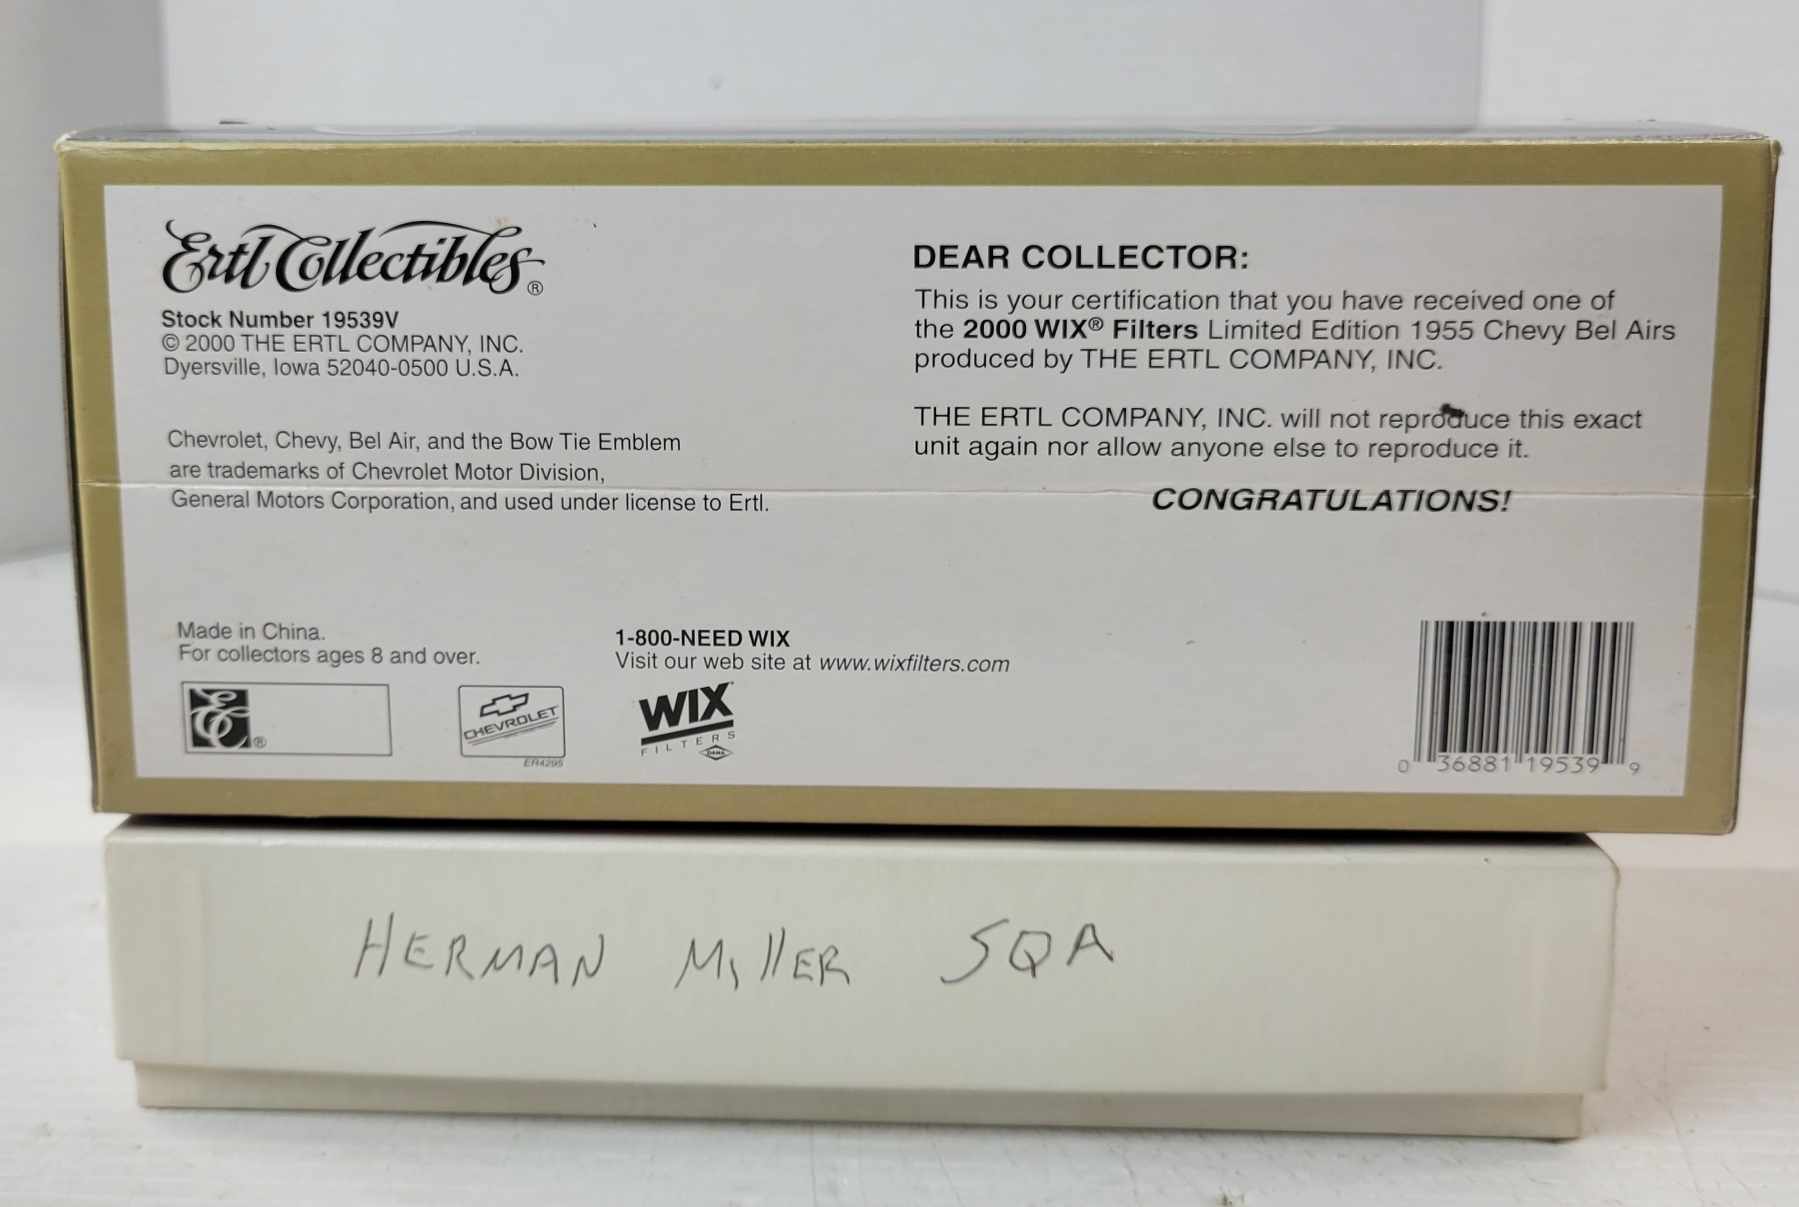 Ertl Collectibles®
Stock Number 19539V
© 2000 THE ERTL COMPANY, INC.
Dyersville, Iowa 52040-0500 U.S.A.
Chevrolet, Chevy, Bel Air, and the Bow Tie Emblem
are trademarks of Chevrolet Motor Division,
General Motors Corporation, and used under license to Ertl.
DEAR COLLECTOR:
This is your certification that you have received one of
the 2000 WIX® Filters Limited Edition 1955 Chevy Bel Airs
produced by THE ERTL COMPANY, INC.
THE ERTL COMPANY, INC. will not reproduce this exact
unit again nor allow anyone else to reproduce it.
CONGRATULATIONS!
Made in China.
For collectors ages 8 and over.
EC®
CHEVROLET
ER4295
1-800-NEED WIX
Visit our web site at www.wixfilters.com
WIX™
FILTERS
DANA
0 36881 19539 9
HERMAN MillER SQA